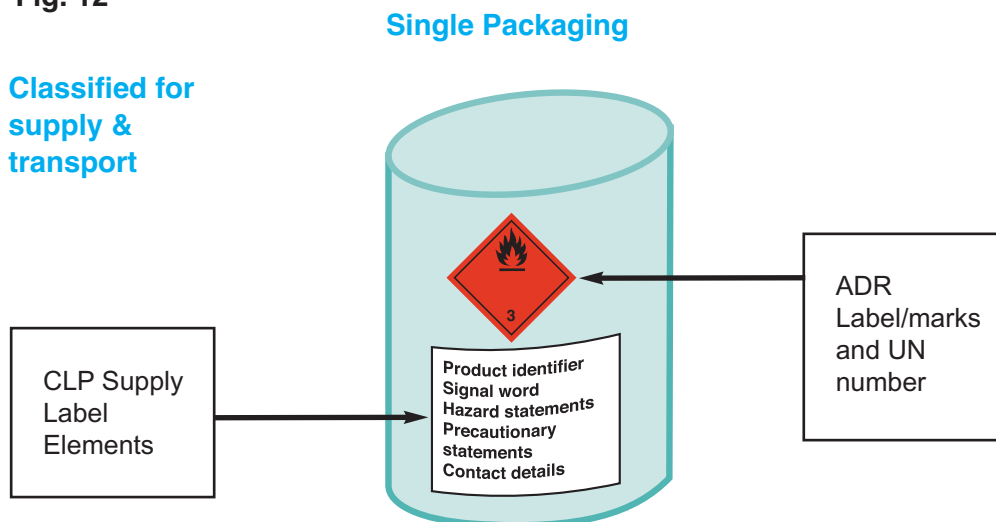 Fig. 12
Single Packaging
Classified for
supply &
transport
3
ADR
Label/marks
and UN
number
Product identifier
Signal word
Hazard statements
Precautionary
statements
Contact details
CLP Supply
Label
Elements